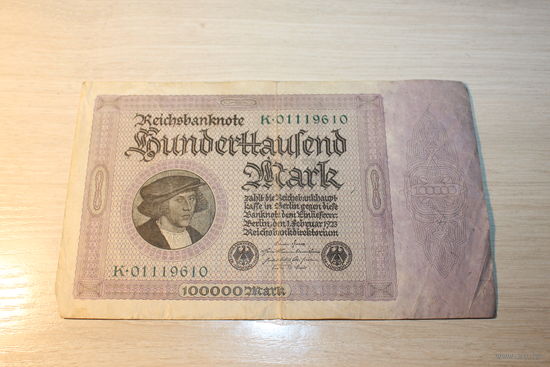 Reichsbanknote K·01119610
Hunderttausend
Mark
zahlt die Reichsbankhaupt-
kasse in Berlin gegen diese
Banknote dem Einlieferer.
Berlin, den 1. Februar 1923
Reichsbankdirektorium
K·01119610
100000 Mark